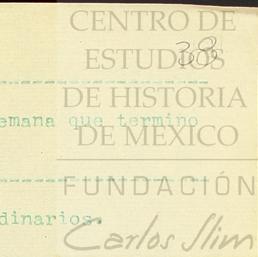 CENTRO DE
ESTUDIOS
38
DE HISTORIA
emana que termino
DE MÉXICO
FUNDACIÓN
dinarios.
Carlos Slim